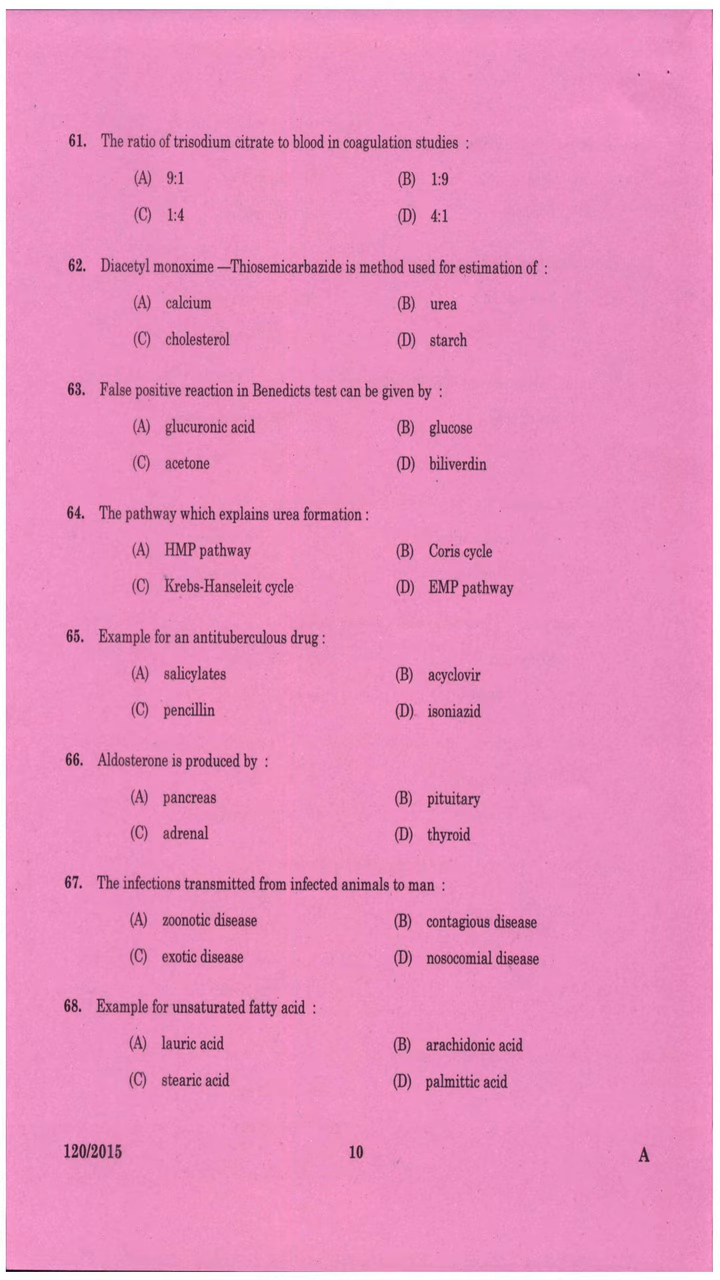 61. The ratio of trisodium citrate to blood in coagulation studies :
(A) 9:1 (B) 1:9
(C) 1:4 (D) 4:1
62. Diacetyl monoxime —Thiosemicarbazide is method used for estimation of :
(A) calcium (B) urea
(C) cholesterol (D) starch
63. False positive reaction in Benedicts test can be given by :
(A) glucuronic acid (B) glucose
(C) acetone (D) biliverdin
64. The pathway which explains urea formation :
(A) HMP pathway (B) Coris cycle
(C) Krebs-Hanseleit cycle (D) EMP pathway
65. Example for an antituberculous drug :
(A) salicylates (B) acyclovir
(C) pencillin (D) isoniazid
66. Aldosterone is produced by :
(A) pancreas (B) pituitary
(C) adrenal (D) thyroid
67. The infections transmitted from infected animals to man :
(A) zoonotic disease (B) contagious disease
(C) exotic disease (D) nosocomial disease
68. Example for unsaturated fatty acid :
(A) lauric acid (B) arachidonic acid
(C) stearic acid (D) palmittic acid
120/2015 10 A